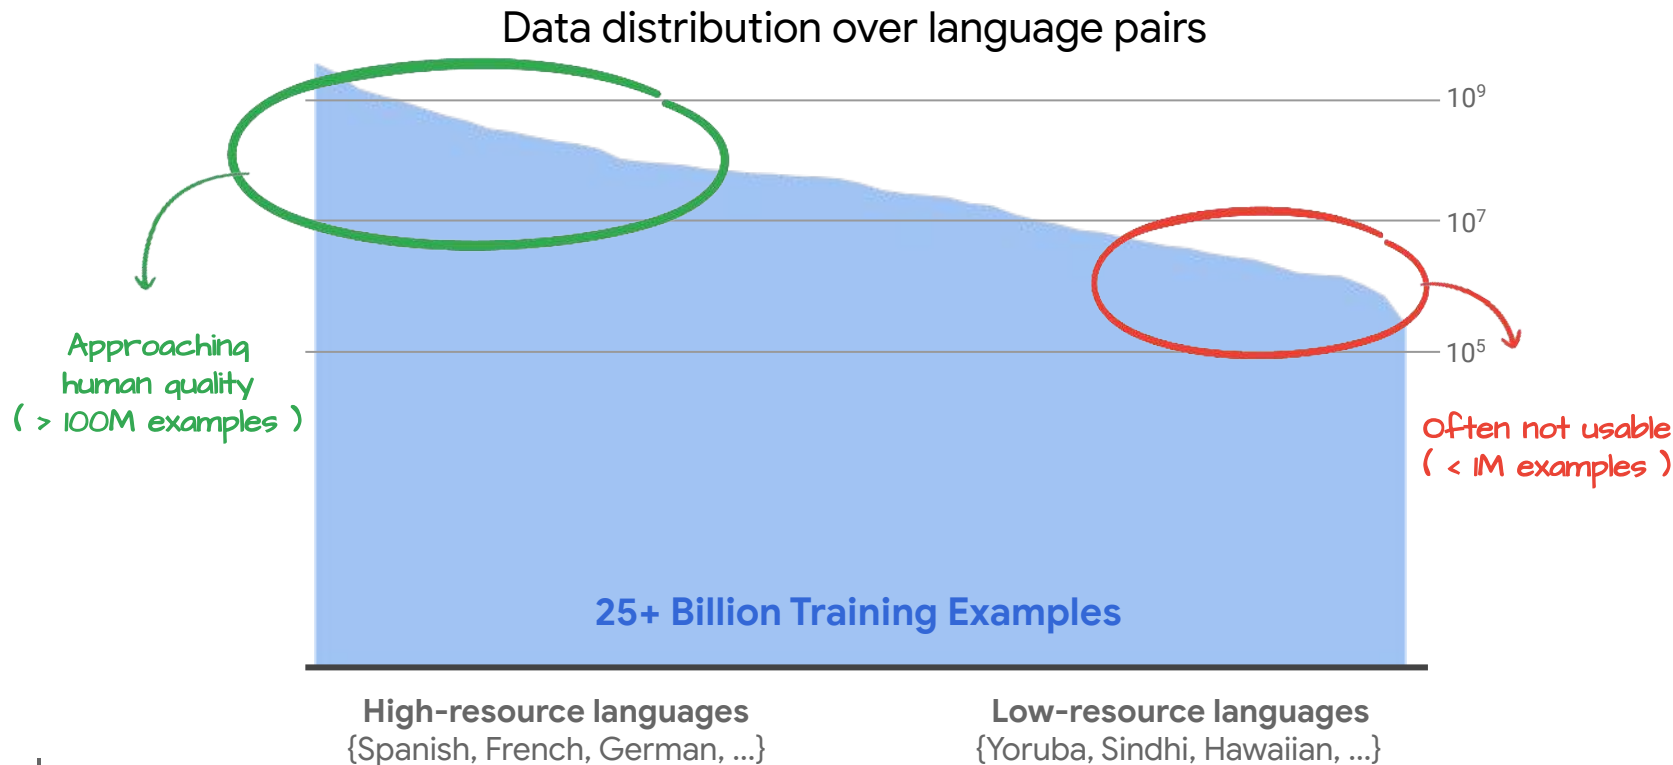 Data distribution over language pairs
10⁹
10⁷
10⁵
Approaching
human quality
( > 100M examples )
Often not usable
( < 1M examples )
25+ Billion Training Examples
High-resource languages
{Spanish, French, German, ...}
Low-resource languages
{Yoruba, Sindhi, Hawaiian, ...}